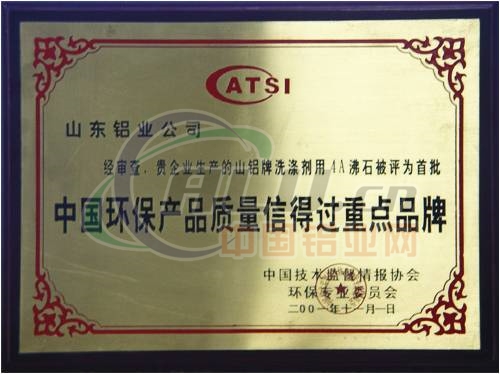 CATSI
山东铝业公司
经审查，贵企业生产的山铝牌洗涤剂用4A沸石被评为首批
中国环保产品质量信得过重点品牌
中国铝业网
中国技术监督情报协会
环保专业委员会
二00一年十一月一日